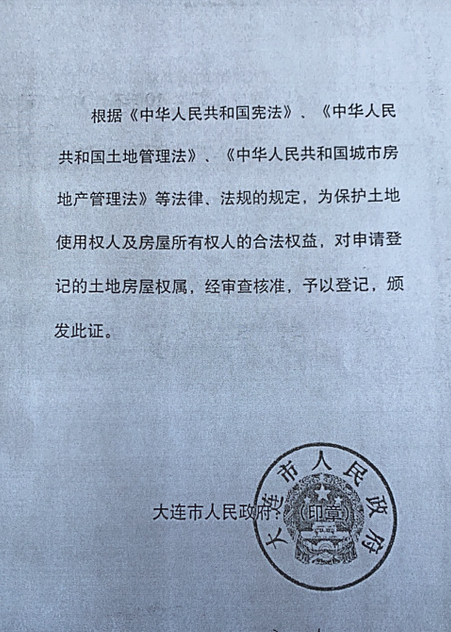 根据《中华人民共和国宪法》、《中华人民
共和国土地管理法》、《中华人民共和国城市房
地产管理法》等法律、法规的规定，为保护土地
使用权人及房屋所有权人的合法权益，对申请登
记的土地房屋权属，经审查核准，予以登记，颁
发此证。
大连市人民政府
大连市人民政府
印章